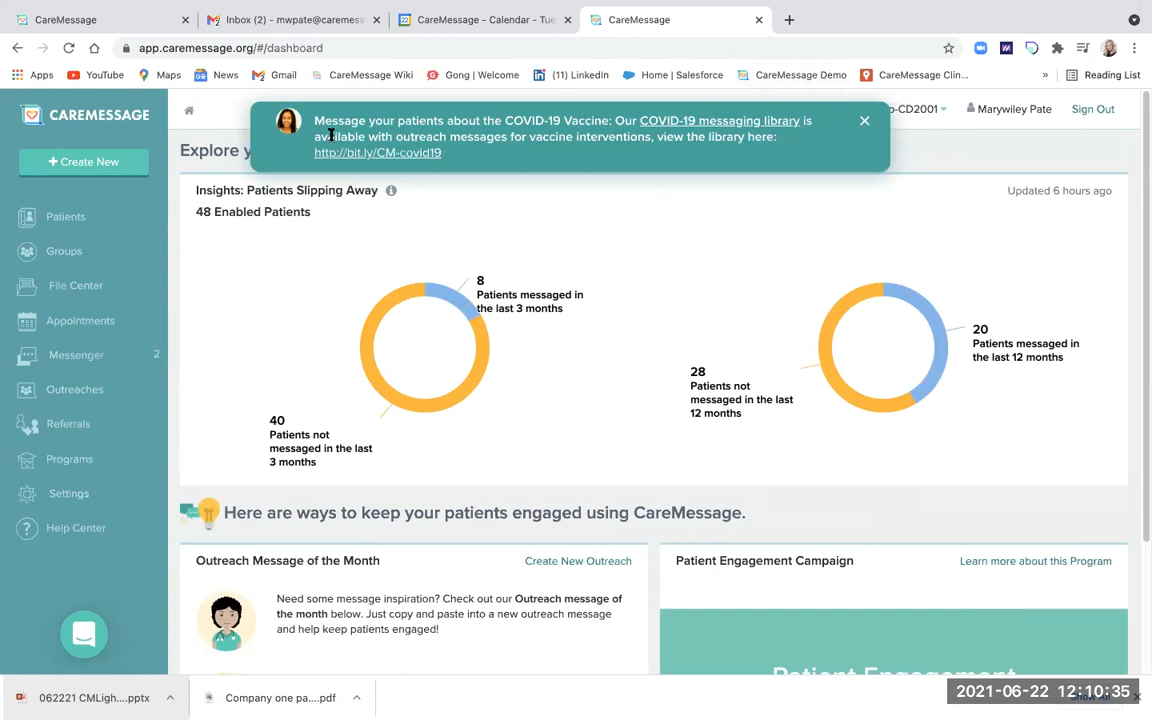 CareMessage
Inbox (2) - mwpate@caremess
CareMessage - Calendar - Tue
CareMessage
app.caremessage.org/#/dashboard
Apps
YouTube
Maps
News
Gmail
CareMessage Wiki
Gong | Welcome
(11) LinkedIn
Home | Salesforce
CareMessage Demo
CareMessage Clin...
»
Reading List
CAREMESSAGE
+ Create New
Patients
Groups
File Center
Appointments
Messenger 2
Outreaches
Referrals
Programs
Settings
Help Center
o-CD2001
Marywiley Pate
Sign Out
Message your patients about the COVID-19 Vaccine: Our COVID-19 messaging library is
available with outreach messages for vaccine interventions, view the library here:
http://bit.ly/CM-covid19
Explore y
Insights: Patients Slipping Away
Updated 6 hours ago
48 Enabled Patients
8
Patients messaged in
the last 3 months
40
Patients not
messaged in the last
3 months
20
Patients messaged in
the last 12 months
28
Patients not
messaged in the last
12 months
Here are ways to keep your patients engaged using CareMessage.
Outreach Message of the Month
Create New Outreach
Need some message inspiration? Check out our Outreach message of
the month below. Just copy and paste into a new outreach message
and help keep patients engaged!
Patient Engagement Campaign
Learn more about this Program
Patient Engagement
062221 CMLigh....pptx
Company one pa....pdf
2021-06-22 12:10:35